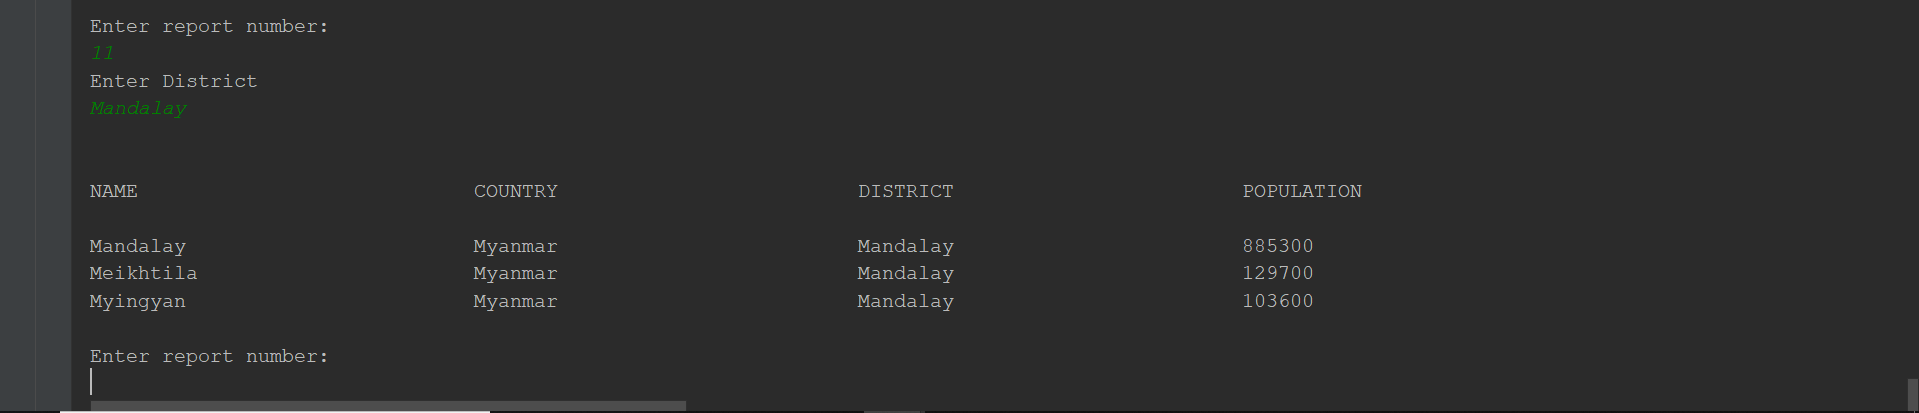 Enter report number:
11
Enter District
Mandalay
NAME COUNTRY DISTRICT POPULATION
Mandalay Myanmar Mandalay 885300
Meikhtila Myanmar Mandalay 129700
Myingyan Myanmar Mandalay 103600
Enter report number: